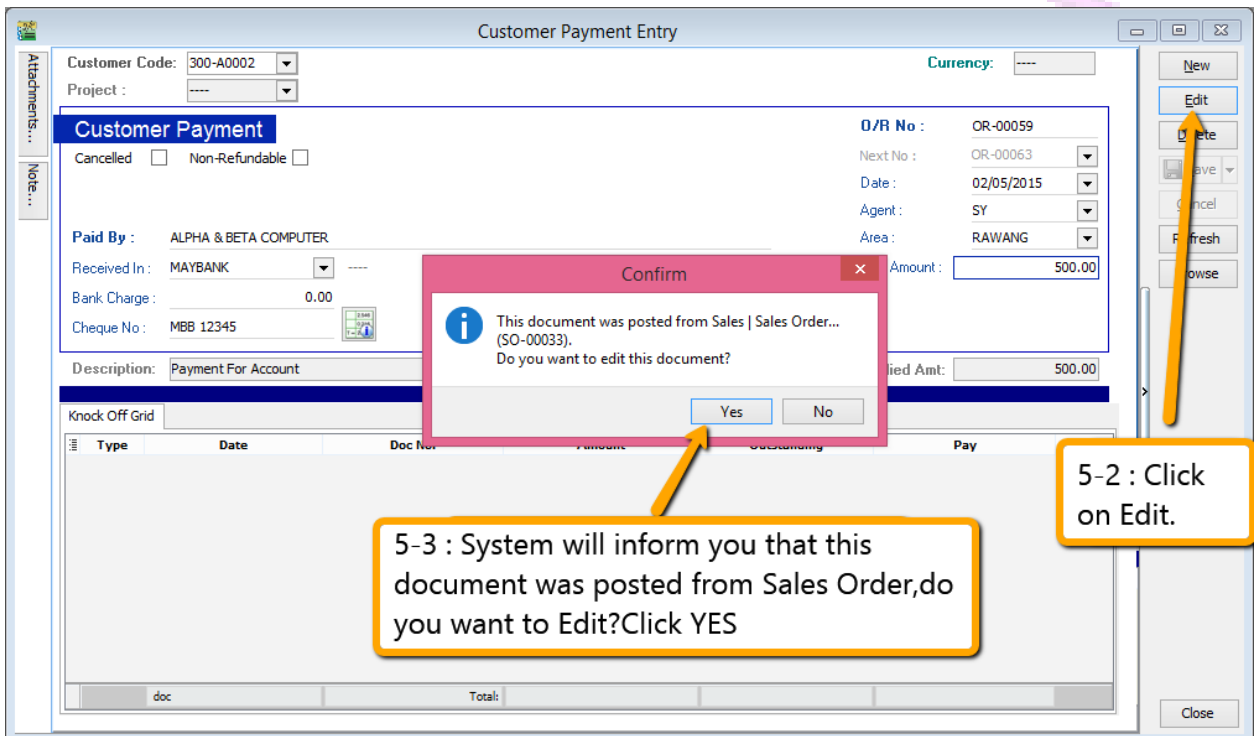 Customer Payment Entry
Attachments...
Note...
Customer Code: 300-A0002
Currency: ----
Project : ----
New
Edit
Customer Payment
Cancelled
Non-Refundable
O/R No : OR-00059
Next No : OR-00063
Date : 02/05/2015
Agent : SY
Area : RAWANG
Paid By : ALPHA & BETA COMPUTER
Received In : MAYBANK ----
Amount : 500.00
Bank Charge : 0.00
Cheque No : MBB 12345
Refresh
Close
Confirm
This document was posted from Sales | Sales Order...
(SO-00033).
Do you want to edit this document?
Yes No
Description: Payment For Account
Amt: 500.00
Knock Off Grid
Type Date Doc No. Pay
5-2 : Click
on Edit.
5-3 : System will inform you that this
document was posted from Sales Order,do
you want to Edit?Click YES
doc Total: